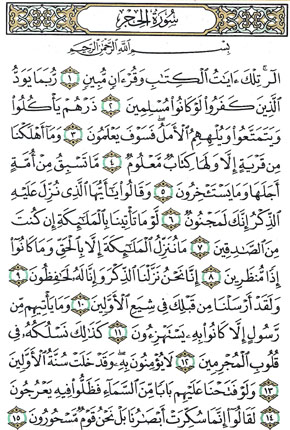 سُورَةُ الحِجْرِ
بِسْمِ اللَّهِ الرَّحْمَٰنِ الرَّحِيمِ
الٓر ۚ تِلْكَ ءَايَٰتُ ٱلْكِتَٰبِ وَقُرْءَانٍ مُّبِينٍ ١ رُّبَمَا يَوَدُّ
ٱلَّذِينَ كَفَرُوا۟ لَوْ كَانُوا۟ مُسْلِمِينَ ٢ ذَرْهُمْ يَأْكُلُوا۟
وَيَتَمَتَّعُوا۟ وَيُلْهِهِمُ ٱلْأَمَلُ ۖ فَسَوْفَ يَعْلَمُونَ ٣ وَمَآ أَهْلَكْنَا
مِن قَرْيَةٍ إِلَّا وَلَهَا كِتَابٌ مَّعْلُومٌ ٤ مَّا تَسْبِقُ مِنْ أُمَّةٍ
أَجَلَهَا وَمَا يَسْتَـْٔخِرُونَ ٥ وَقَالُوا۟ يَٰٓأَيُّهَا ٱلَّذِى نُزِّلَ عَلَيْهِ
ٱلذِّكْرُ إِنَّكَ لَمَجْنُونٌ ٦ لَّوْ مَا تَأْتِينَا بِٱلْمَلَٰٓئِكَةِ إِن كُنتَ
مِنَ ٱلصَّٰدِقِينَ ٧ مَا نُنَزِّلُ ٱلْمَلَٰٓئِكَةَ إِلَّا بِٱلْحَقِّ وَمَا كَانُوٓا۟
إِذًا مُّنظَرِينَ ٨ إِنَّا نَحْنُ نَزَّلْنَا ٱلذِّكْرَ وَإِنَّا لَهُۥ لَحَٰفِظُونَ ٩
وَلَقَدْ أَرْسَلْنَا مِن قَبْلِكَ فِى شِيَعِ ٱلْأَوَّلِينَ ١٠ وَمَا يَأْتِيهِم مِّن
رَّسُولٍ إِلَّا كَانُوا۟ بِهِۦ يَسْتَهْزِءُونَ ١١ كَذَٰلِكَ نَسْلُكُهُۥ فِى
قُلُوبِ ٱلْمُجْرِمِينَ ١٢ لَا يُؤْمِنُونَ بِهِۦ ۖ وَقَدْ خَلَتْ سُنَّةُ ٱلْأَوَّلِينَ
١٣ وَلَوْ فَتَحْنَا عَلَيْهِم بَابًا مِّنَ ٱلسَّمَآءِ فَظَلُّوا۟ فِيهِ يَعْرُجُونَ
١٤ لَقَالُوٓا۟ إِنَّمَا سُكِّرَتْ أَبْصَٰرُنَا بَلْ نَحْنُ قَوْمٌ مَّسْحُورُونَ ١٥